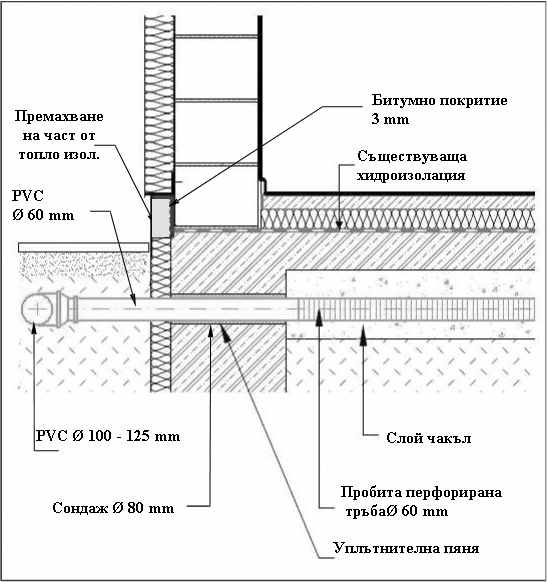 Битумно покритие
3 mm
Премахване
на част от
топло изол.
Съществуваща
хидроизолация
PVC
Ø 60 mm
PVC Ø 100 - 125 mm
Слой чакъл
Сондаж Ø 80 mm
Пробита перфорирана
тръбаØ 60 mm
Уплътнителна пяна